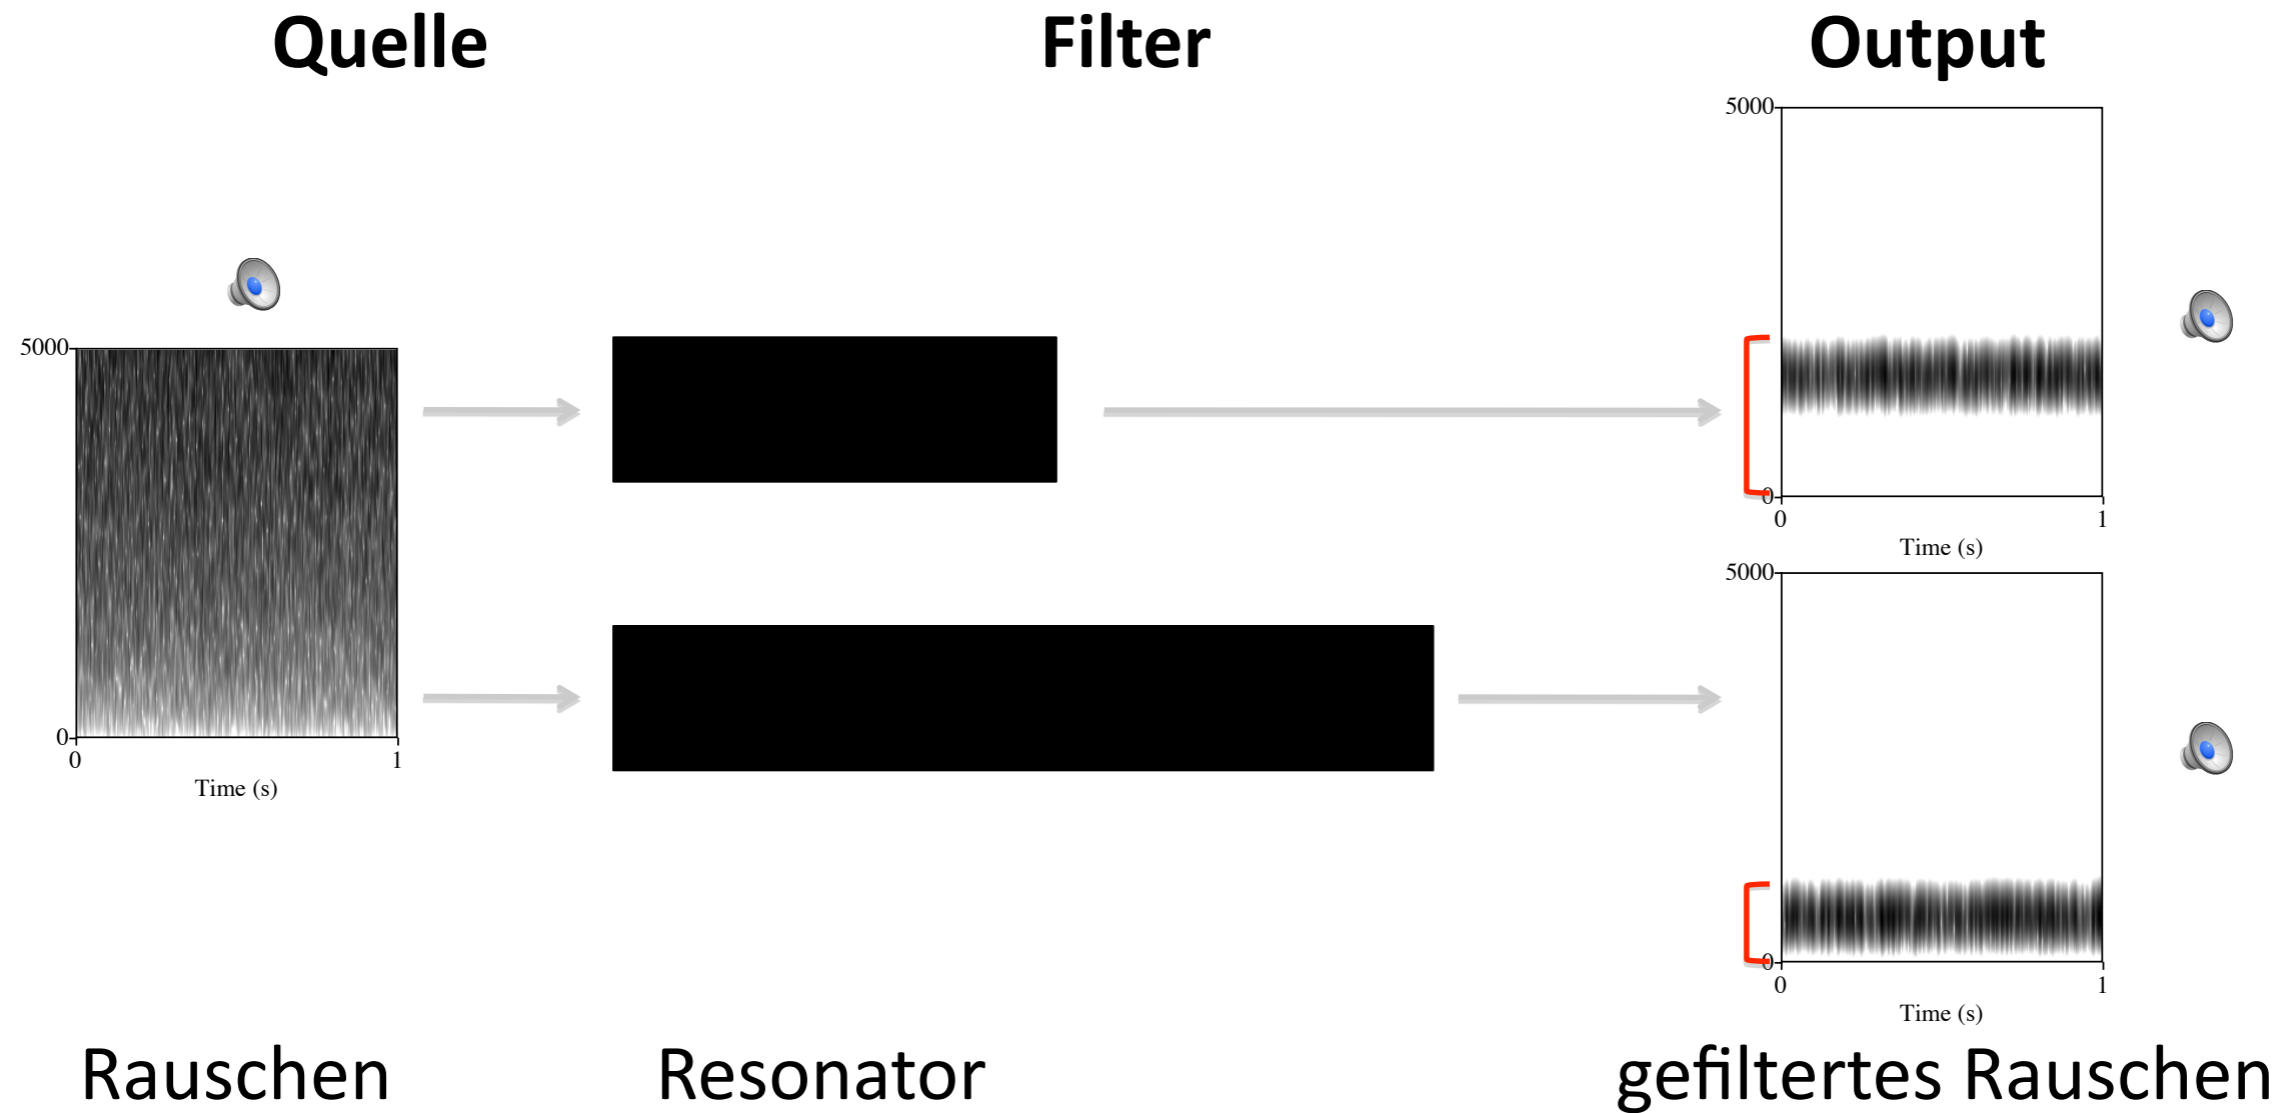 Quelle
Filter
Output
5000
0
0 1
Time (s)
5000
0
0 1
Time (s)
5000
0
0 1
Time (s)
Rauschen
Resonator
gefiltertes Rauschen